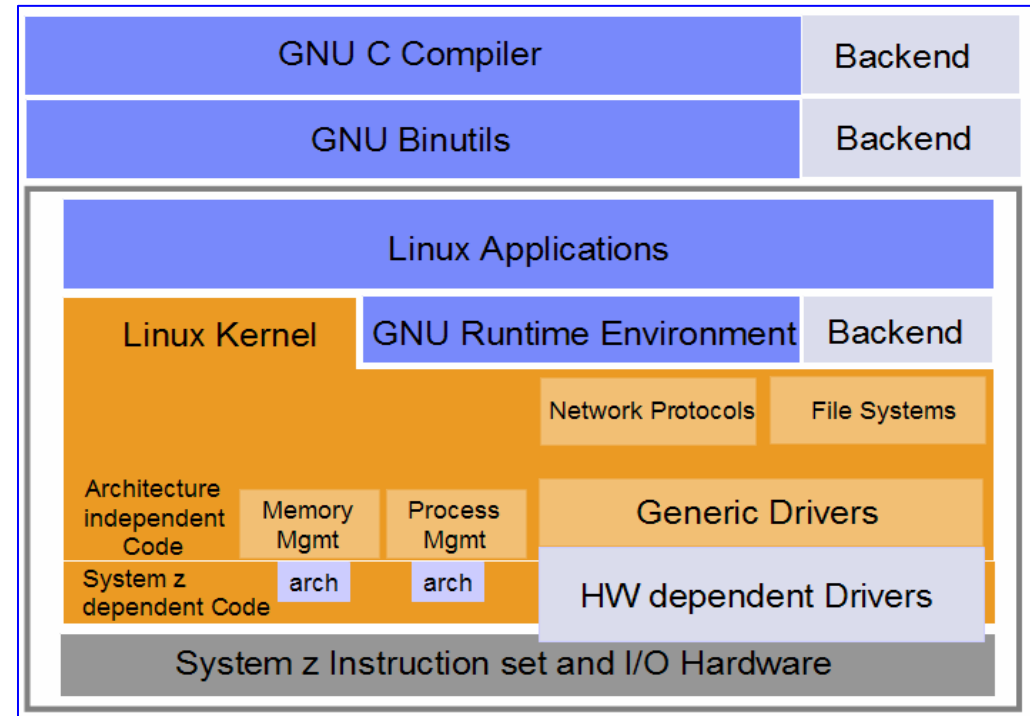 GNU C Compiler
Backend
GNU Binutils
Backend
Linux Applications
Linux Kernel
GNU Runtime Environment
Backend
Network Protocols
File Systems
Architecture
independent
Code
Memory
Mgmt
Process
Mgmt
Generic Drivers
System z
dependent Code
arch
arch
HW dependent Drivers
System z Instruction set and I/O Hardware